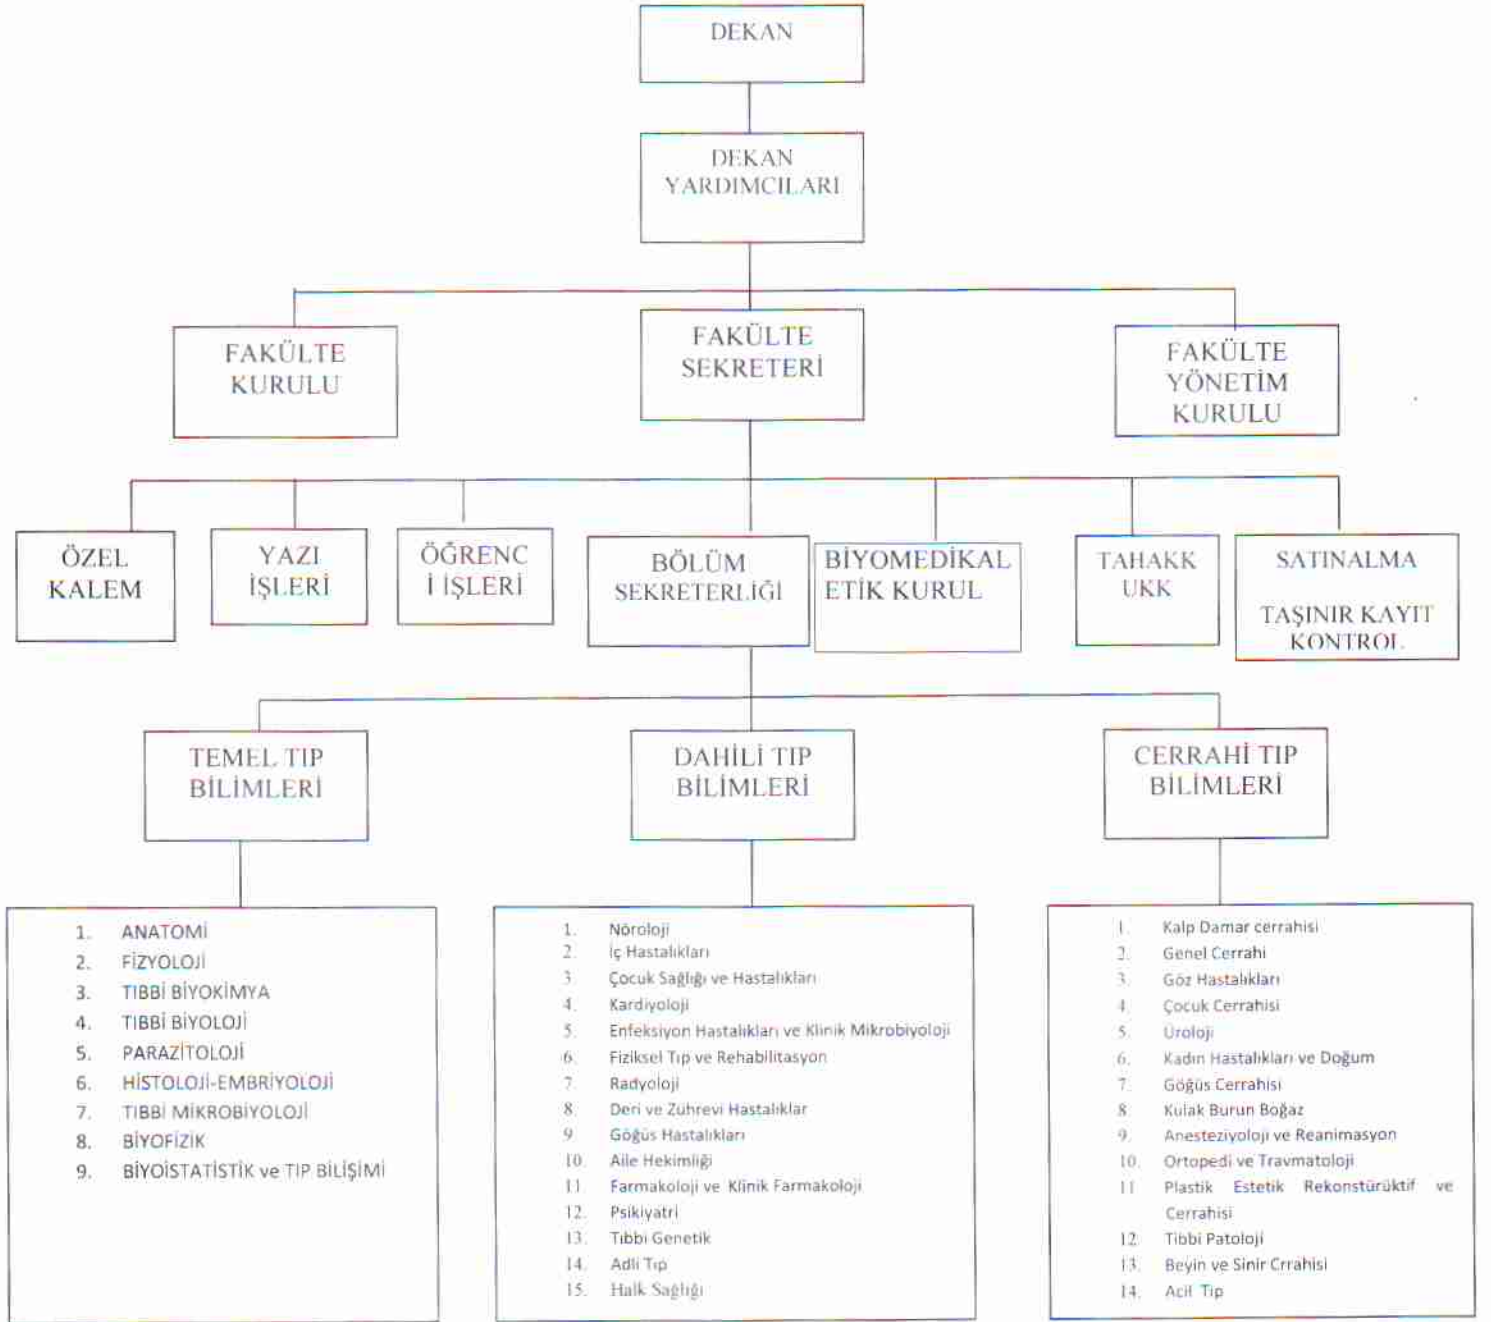 DEKAN
DEKAN
YARDIMCILARI
FAKÜLTE
KURULU
FAKÜLTE
SEKRETERİ
FAKÜLTE
YÖNETİM
KURULU
ÖZEL
KALEM
YAZI
İŞLERİ
ÖĞRENC
İ İŞLERİ
BÖLÜM
SEKRETERLİĞİ
BİYOMEDİKAL
ETİK KURUL
TAHAKK
UKK
SATINALMA
TAŞINIR KAYIT
KONTROL
TEMEL TIP
BİLİMLERİ
DAHİLİ TIP
BİLİMLERİ
CERRAHİ TIP
BİLİMLERİ
1. ANATOMİ
2. FİZYOLOJİ
3. TIBBİ BİYOKİMYA
4. TIBBİ BİYOLOJİ
5. PARAZİTOLOJİ
6. HİSTOLOJİ-EMBRİYOLOJİ
7. TIBBİ MİKROBİYOLOJİ
8. BİYOFİZİK
9. BİYOİSTATİSTİK ve TIP BİLİŞİMİ
1. Nöroloji
2. İç Hastalıkları
3. Çocuk Sağlığı ve Hastalıkları
4. Kardiyoloji
5. Enfeksiyon Hastalıkları ve Klinik Mikrobiyoloji
6. Fiziksel Tıp ve Rehabilitasyon
7. Radyoloji
8. Deri ve Zührevi Hastalıklar
9. Göğüs Hastalıkları
10. Aile Hekimliği
11. Farmakoloji ve Klinik Farmakoloji
12. Psikiyatri
13. Tıbbi Genetik
14. Adli Tıp
15. Halk Sağlığı
1. Kalp Damar cerrahisi
2. Genel Cerrahi
3. Göz Hastalıkları
4. Çocuk Cerrahisi
5. Üroloji
6. Kadın Hastalıkları ve Doğum
7. Göğüs Cerrahisi
8. Kulak Burun Boğaz
9. Anesteziyoloji ve Reanimasyon
10. Ortopedi ve Travmatoloji
11. Plastik Estetik Rekonstürüktif ve
Cerrahisi
12. Tıbbi Patoloji
13. Beyin ve Sinir Crrahisi
14. Acil Tıp